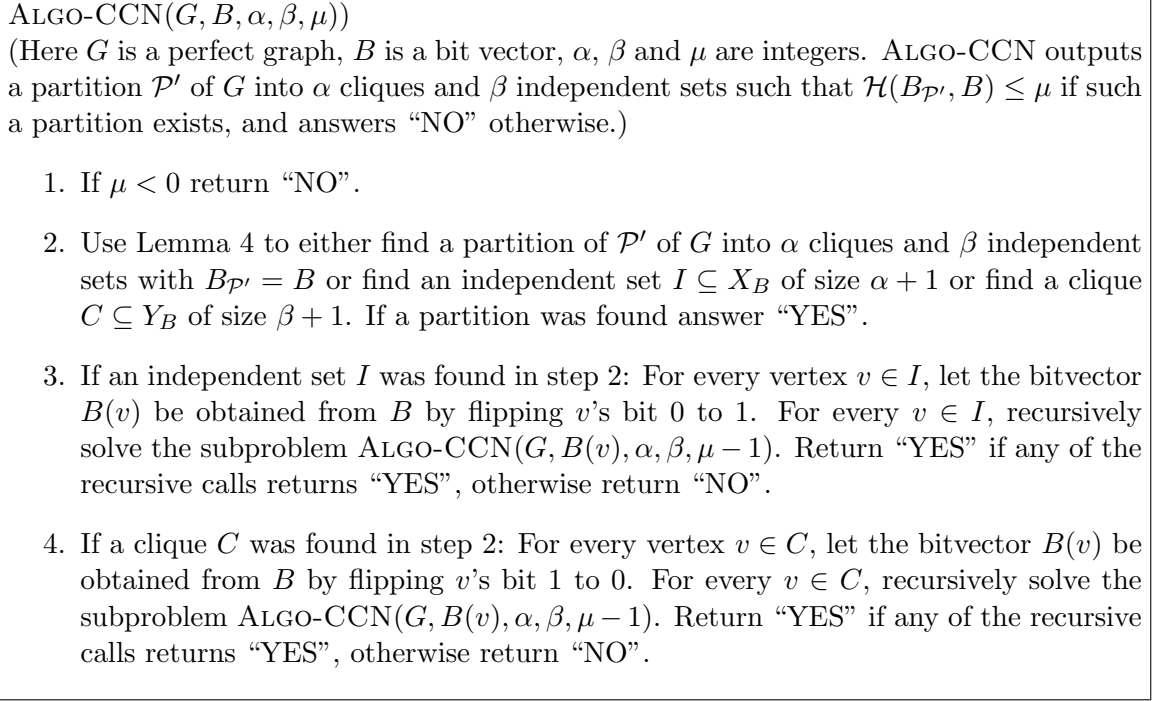 ALGO-CCN(G, B, α, β, μ))
(Here G is a perfect graph, B is a bit vector, α, β and μ are integers. ALGO-CCN outputs
a partition 𝒫′ of G into α cliques and β independent sets such that ℋ(B_𝒫′, B) ≤ μ if such
a partition exists, and answers “NO” otherwise.)
1. If μ < 0 return “NO”.
2. Use Lemma 4 to either find a partition of 𝒫′ of G into α cliques and β independent
sets with B_𝒫′ = B or find an independent set I ⊆ X_B of size α + 1 or find a clique
C ⊆ Y_B of size β + 1. If a partition was found answer “YES”.
3. If an independent set I was found in step 2: For every vertex v ∈ I, let the bitvector
B(v) be obtained from B by flipping v’s bit 0 to 1. For every v ∈ I, recursively
solve the subproblem ALGO-CCN(G, B(v), α, β, μ − 1). Return “YES” if any of the
recursive calls returns “YES”, otherwise return “NO”.
4. If a clique C was found in step 2: For every vertex v ∈ C, let the bitvector B(v) be
obtained from B by flipping v’s bit 1 to 0. For every v ∈ C, recursively solve the
subproblem ALGO-CCN(G, B(v), α, β, μ − 1). Return “YES” if any of the recursive
calls returns “YES”, otherwise return “NO”.